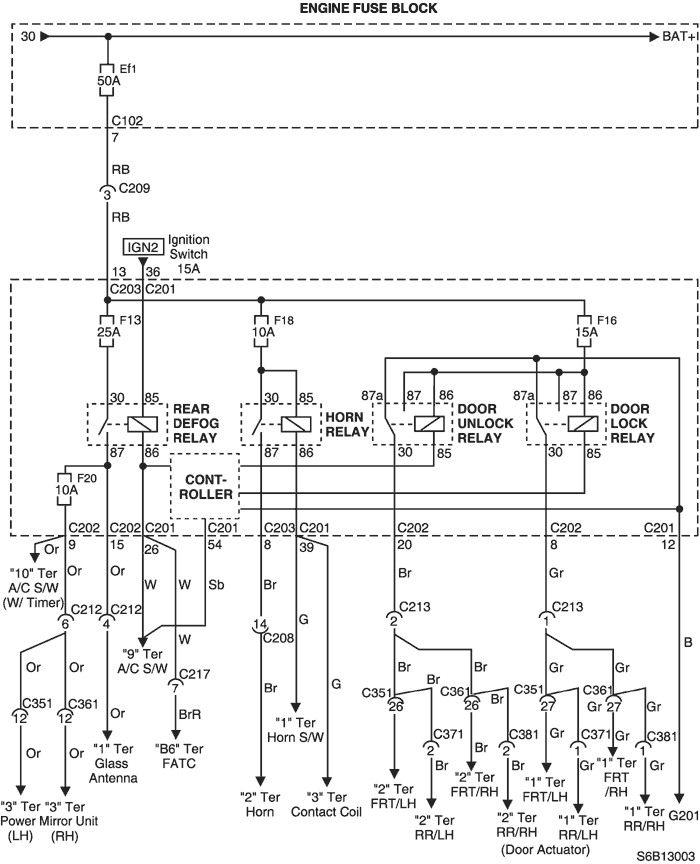 ENGINE FUSE BLOCK
30 BAT+
Ef1
50A
C102
7
RB
C209
3
RB
IGN2 Ignition
Switch
15A
13 36
C203 C201
F13 F18 F16
25A 10A 15A
30 85 30 85 87a 87 86 87a 87 86
REAR
DEFOG
RELAY
HORN
RELAY
DOOR
UNLOCK
RELAY
DOOR
LOCK
RELAY
87 86 87 86 30 85 30 85
F20
10A
CONT-
ROLLER
C202 C202 C201 C201 C203 C201 C202 C202 C201
9 15 26 54 8 39 20 8 12
Or
"10" Ter
A/C S/W
(W/ Timer)
Or Or W W Sb Br G Br Gr
C212 C212
6 4
14
C208
C213 C213
2 1
W
B
"9" Ter
A/C S/W
C217
7
Or Or Or BrR Br G
C351 C361
12 12
Or Or
Br Br Gr Gr
C351 C361 C351 C361
26 26 27 27
Br Br Gr Gr
C371 C381 C371 C381
2 2 1 1
Br Br Gr Gr
"1" Ter
Glass
Antenna
"B6" Ter
FATC
"1" Ter
Horn S/W
"3" Ter "3" Ter
Power Mirror Unit
(LH) (RH)
"2" Ter
Horn
"3" Ter
Contact Coil
"2" Ter
FRT/LH
"2" Ter
RR/LH
"2" Ter
FRT/RH
"2" Ter
RR/RH
(Door Actuator)
"1" Ter
FRT/LH
"1" Ter
RR/LH
"1" Ter
FRT
/RH
"1" Ter
RR/RH
G201
S6B13003